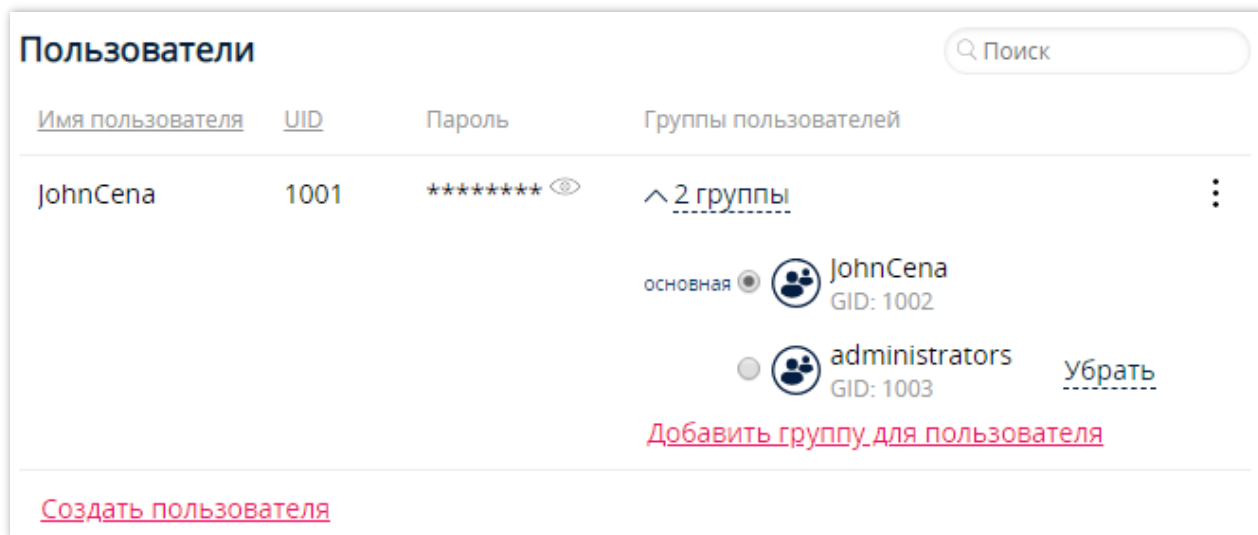 Пользователи
Поиск
Имя пользователя UID Пароль Группы пользователей
JohnCena 1001 ******** 2 группы
основная JohnCena
GID: 1002
administrators Убрать
GID: 1003
Добавить группу для пользователя
Создать пользователя